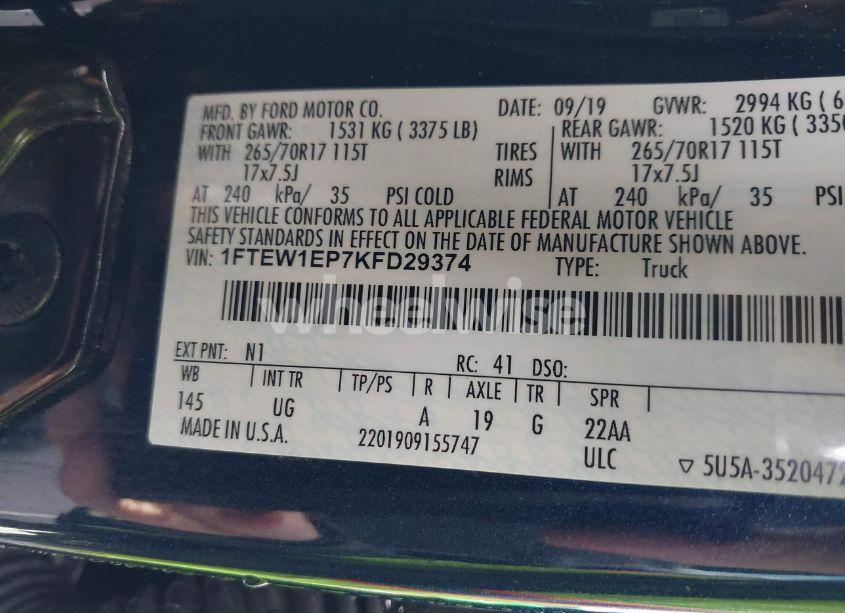 MFD. BY FORD MOTOR CO. DATE: 09/19 GVWR: 2994 KG
FRONT GAWR: 1531 KG ( 3375 LB) REAR GAWR: 1520 KG
WITH 265/70R17 115T TIRES WITH 265/70R17 115T
17x7.5J RIMS 17x7.5J
AT 240 kPa/ 35 PSI COLD AT 240 kPa/ 35 PSI
THIS VEHICLE CONFORMS TO ALL APPLICABLE FEDERAL MOTOR VEHICLE
SAFETY STANDARDS IN EFFECT ON THE DATE OF MANUFACTURE SHOWN ABOVE.
VIN: 1FTEW1EP7KFD29374 TYPE: Truck
wheelwise
EXT PNT: N1 RC: 41 DSO:
WB INT TR TP/PS R AXLE TR SPR
145 UG A 19 G 22AA
MADE IN U.S.A. 2201909155747 ULC 5U5A-3520472